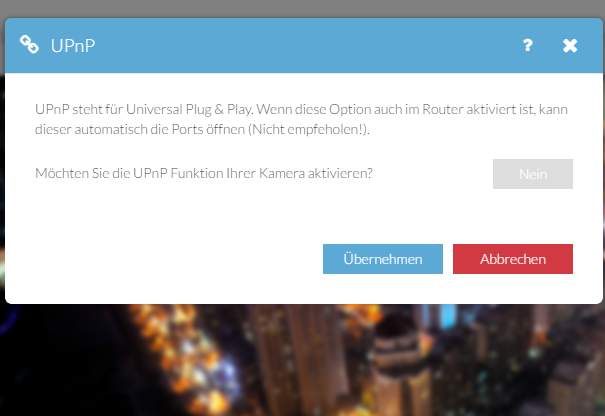 UPnP ?
UPnP steht für Universal Plug & Play. Wenn diese Option auch im Router aktiviert ist, kann
dieser automatisch die Ports öffnen (Nicht empfeholen!).
Möchten Sie die UPnP Funktion Ihrer Kamera aktivieren? Nein
Übernehmen Abbrechen